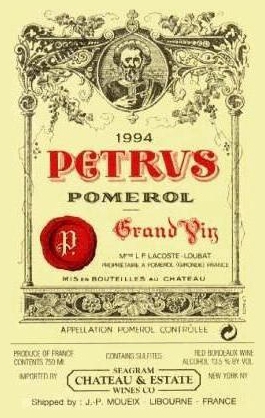 1994
PETRVS
POMEROL
Grand Vin
P.
Mme L P LACOSTE-LOUBAT
PROPRIETAIRE A POMEROL (GIRONDE) FRANCE
MIS EN BOUTEILLES AU CHATEAU
APPELLATION POMEROL CONTRÔLÉE
PRODUCE OF FRANCE CONTAINS SULFITES RED BORDEAUX WINE
CONTENTS 750 ML ALCOHOL 13.5 % BY VOL.
SEAGRAM
IMPORTED BY CHATEAU & ESTATE NEW YORK NY
WINES CO
Shipped by : J.-P. MOUEIX - LIBOURNE - FRANCE